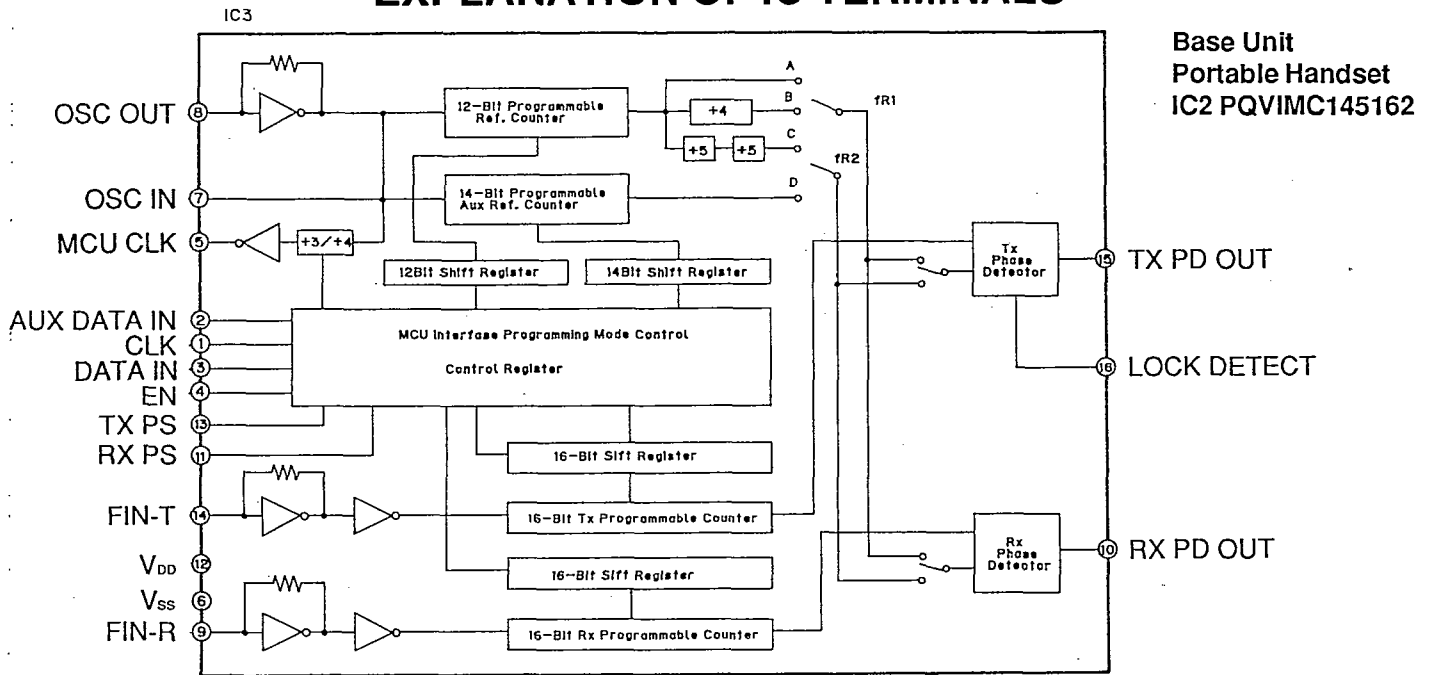 EXPLANATION OF IC TERMINALS
IC3
Base Unit
Portable Handset
IC2 PQVIMC145162
OSC OUT 8
12-Bit Programmable
Ref. Counter
A
+4
B
fR1
C
+5
+5
fR2
OSC IN 7
14-Bit Programmable
Aux Ref. Counter
D
MCU CLK 5
+3/+4
12Bit Shift Register
14Bit Shift Register
Tx
Phase
Detector
15 TX PD OUT
AUX DATA IN 2
CLK 1
DATA IN 3
EN 4
TX PS 13
RX PS 11
MCU Interfase Programming Mode Control
Control Register
16 LOCK DETECT
16-Bit Sift Register
FIN-T 14
16-Bit Tx Programmable Counter
VDD 12
16-Bit Sift Register
Rx
Phase
Detector
10 RX PD OUT
VSS 6
FIN-R 9
16-Bit Rx Programmable Counter